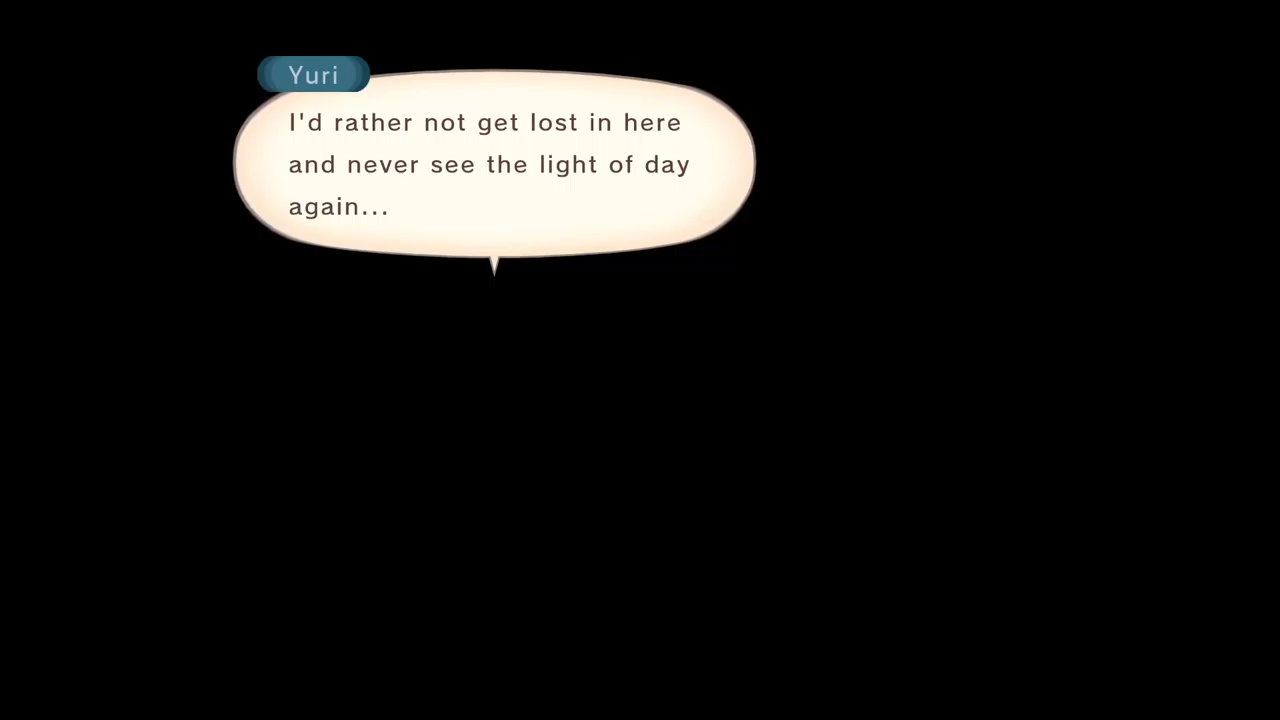 Yuri
I'd rather not get lost in here
and never see the light of day
again...